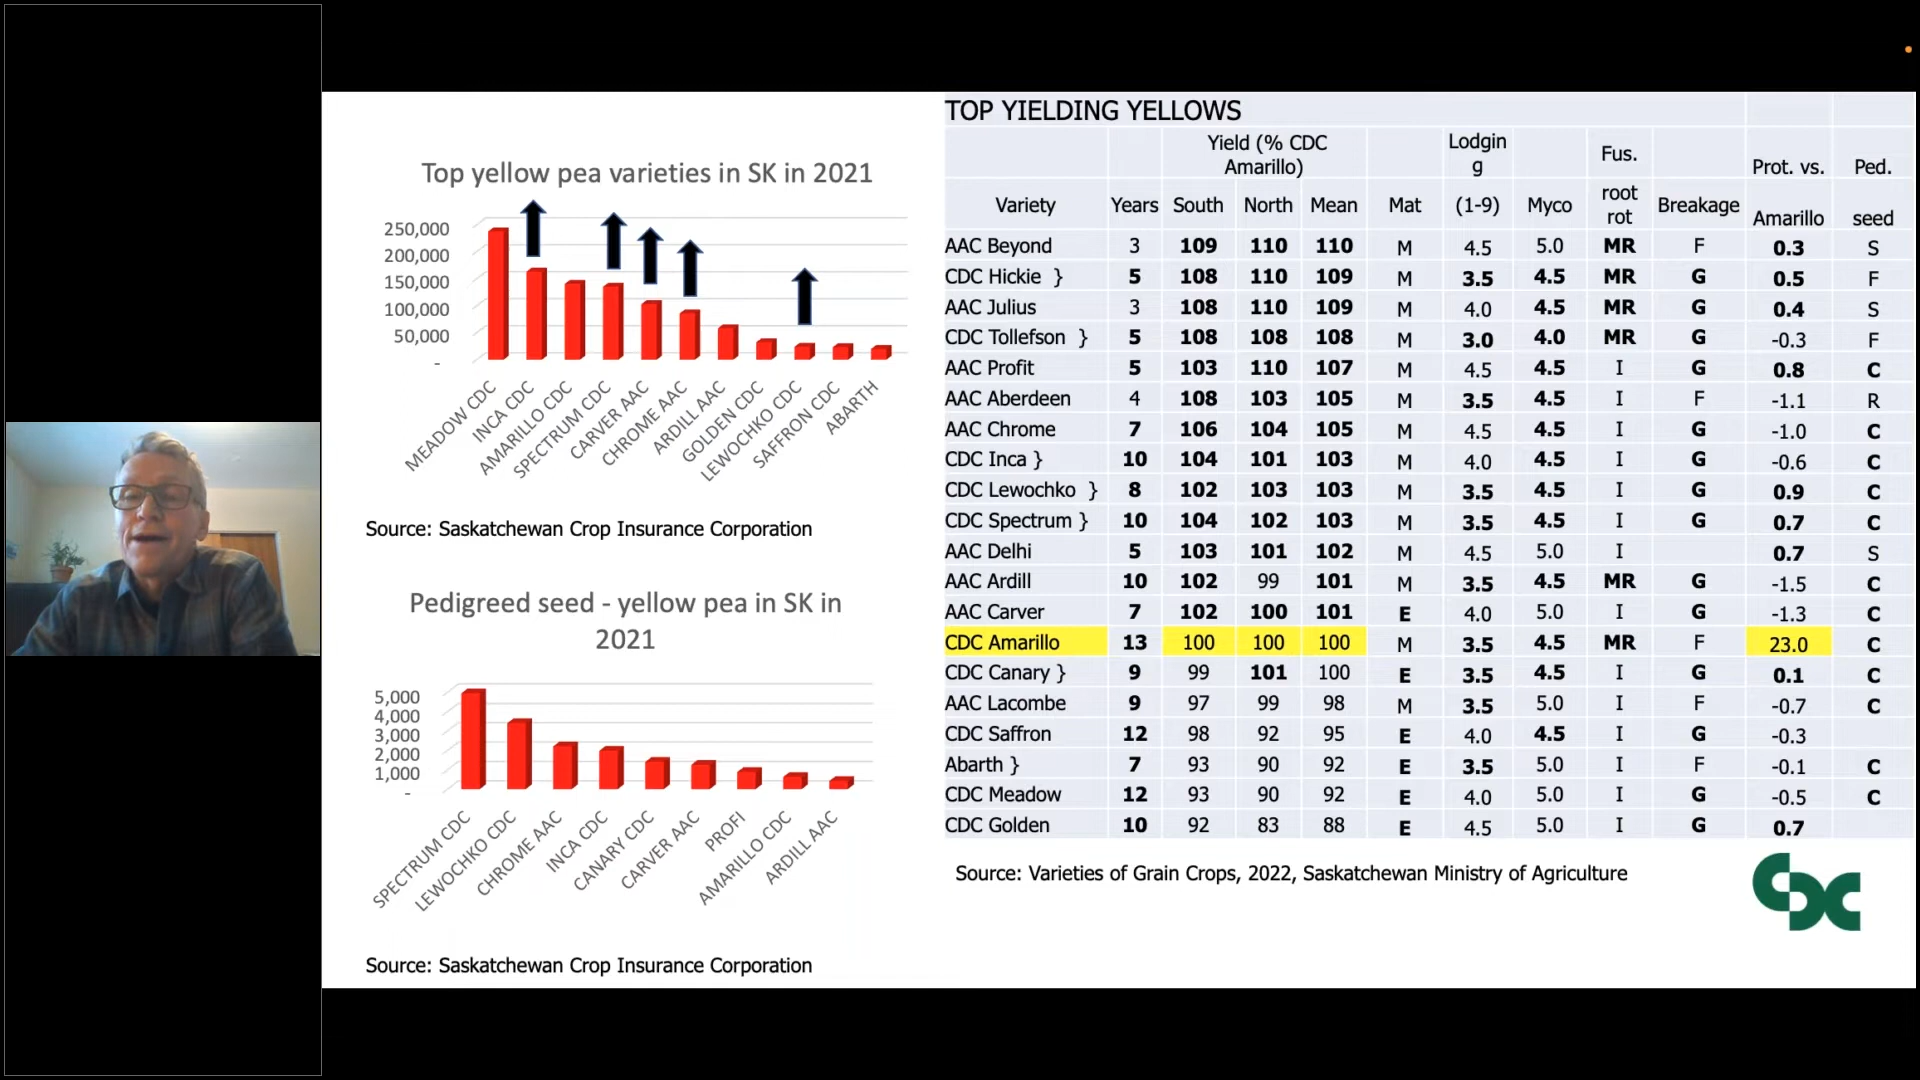 Top yellow pea varieties in SK in 2021
250,000
200,000
150,000
100,000
50,000
-
MEADOW CDC
INCA CDC
AMARILLO CDC
SPECTRUM CDC
CARVER AAC
CHROME AAC
ARDILL AAC
GOLDEN CDC
LEWOCHKO CDC
SAFFRON CDC
ABARTH
Source: Saskatchewan Crop Insurance Corporation
Pedigreed seed - yellow pea in SK in
2021
5,000
4,000
3,000
2,000
1,000
-
SPECTRUM CDC
LEWOCHKO CDC
CHROME AAC
INCA CDC
CANARY CDC
CARVER AAC
PROFI
AMARILLO CDC
ARDILL AAC
Source: Saskatchewan Crop Insurance Corporation
TOP YIELDING YELLOWS
Yield (% CDC
Amarillo)
Lodgin
g
Fus.
Prot. vs.
Ped.
Variety Years South North Mean Mat (1-9) Myco root
rot Breakage Amarillo seed
AAC Beyond 3 109 110 110 M 4.5 5.0 MR F 0.3 S
CDC Hickie } 5 108 110 109 M 3.5 4.5 MR G 0.5 F
AAC Julius 3 108 110 109 M 4.0 4.5 MR G 0.4 S
CDC Tollefson } 5 108 108 108 M 3.0 4.0 MR G -0.3 F
AAC Profit 5 103 110 107 M 4.5 4.5 I G 0.8 C
AAC Aberdeen 4 108 103 105 M 3.5 4.5 I F -1.1 R
AAC Chrome 7 106 104 105 M 4.5 4.5 I G -1.0 C
CDC Inca } 10 104 101 103 M 4.0 4.5 I G -0.6 C
CDC Lewochko } 8 102 103 103 M 3.5 4.5 I G 0.9 C
CDC Spectrum } 10 104 102 103 M 3.5 4.5 I G 0.7 C
AAC Delhi 5 103 101 102 M 4.5 5.0 I 0.7 S
AAC Ardill 10 102 99 101 M 3.5 4.5 MR G -1.5 C
AAC Carver 7 102 100 101 E 4.0 5.0 I G -1.3 C
CDC Amarillo 13 100 100 100 M 3.5 4.5 MR F 23.0 C
CDC Canary } 9 99 101 100 E 3.5 4.5 I G 0.1 C
AAC Lacombe 9 97 99 98 M 3.5 5.0 I F -0.7 C
CDC Saffron 12 98 92 95 E 4.0 4.5 I G -0.3
Abarth } 7 93 90 92 E 3.5 5.0 I F -0.1 C
CDC Meadow 12 93 90 92 E 4.0 5.0 I G -0.5 C
CDC Golden 10 92 83 88 E 4.5 5.0 I G 0.7
Source: Varieties of Grain Crops, 2022, Saskatchewan Ministry of Agriculture
CDC